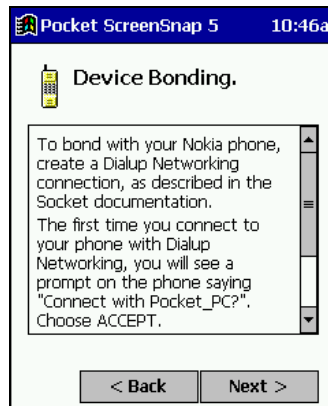 Pocket ScreenSnap 5 10:46a
Device Bonding.
To bond with your Nokia phone,
create a Dialup Networking
connection, as described in the
Socket documentation.
The first time you connect to
your phone with Dialup
Networking, you will see a
prompt on the phone saying
"Connect with Pocket_PC?".
Choose ACCEPT.
< Back Next >